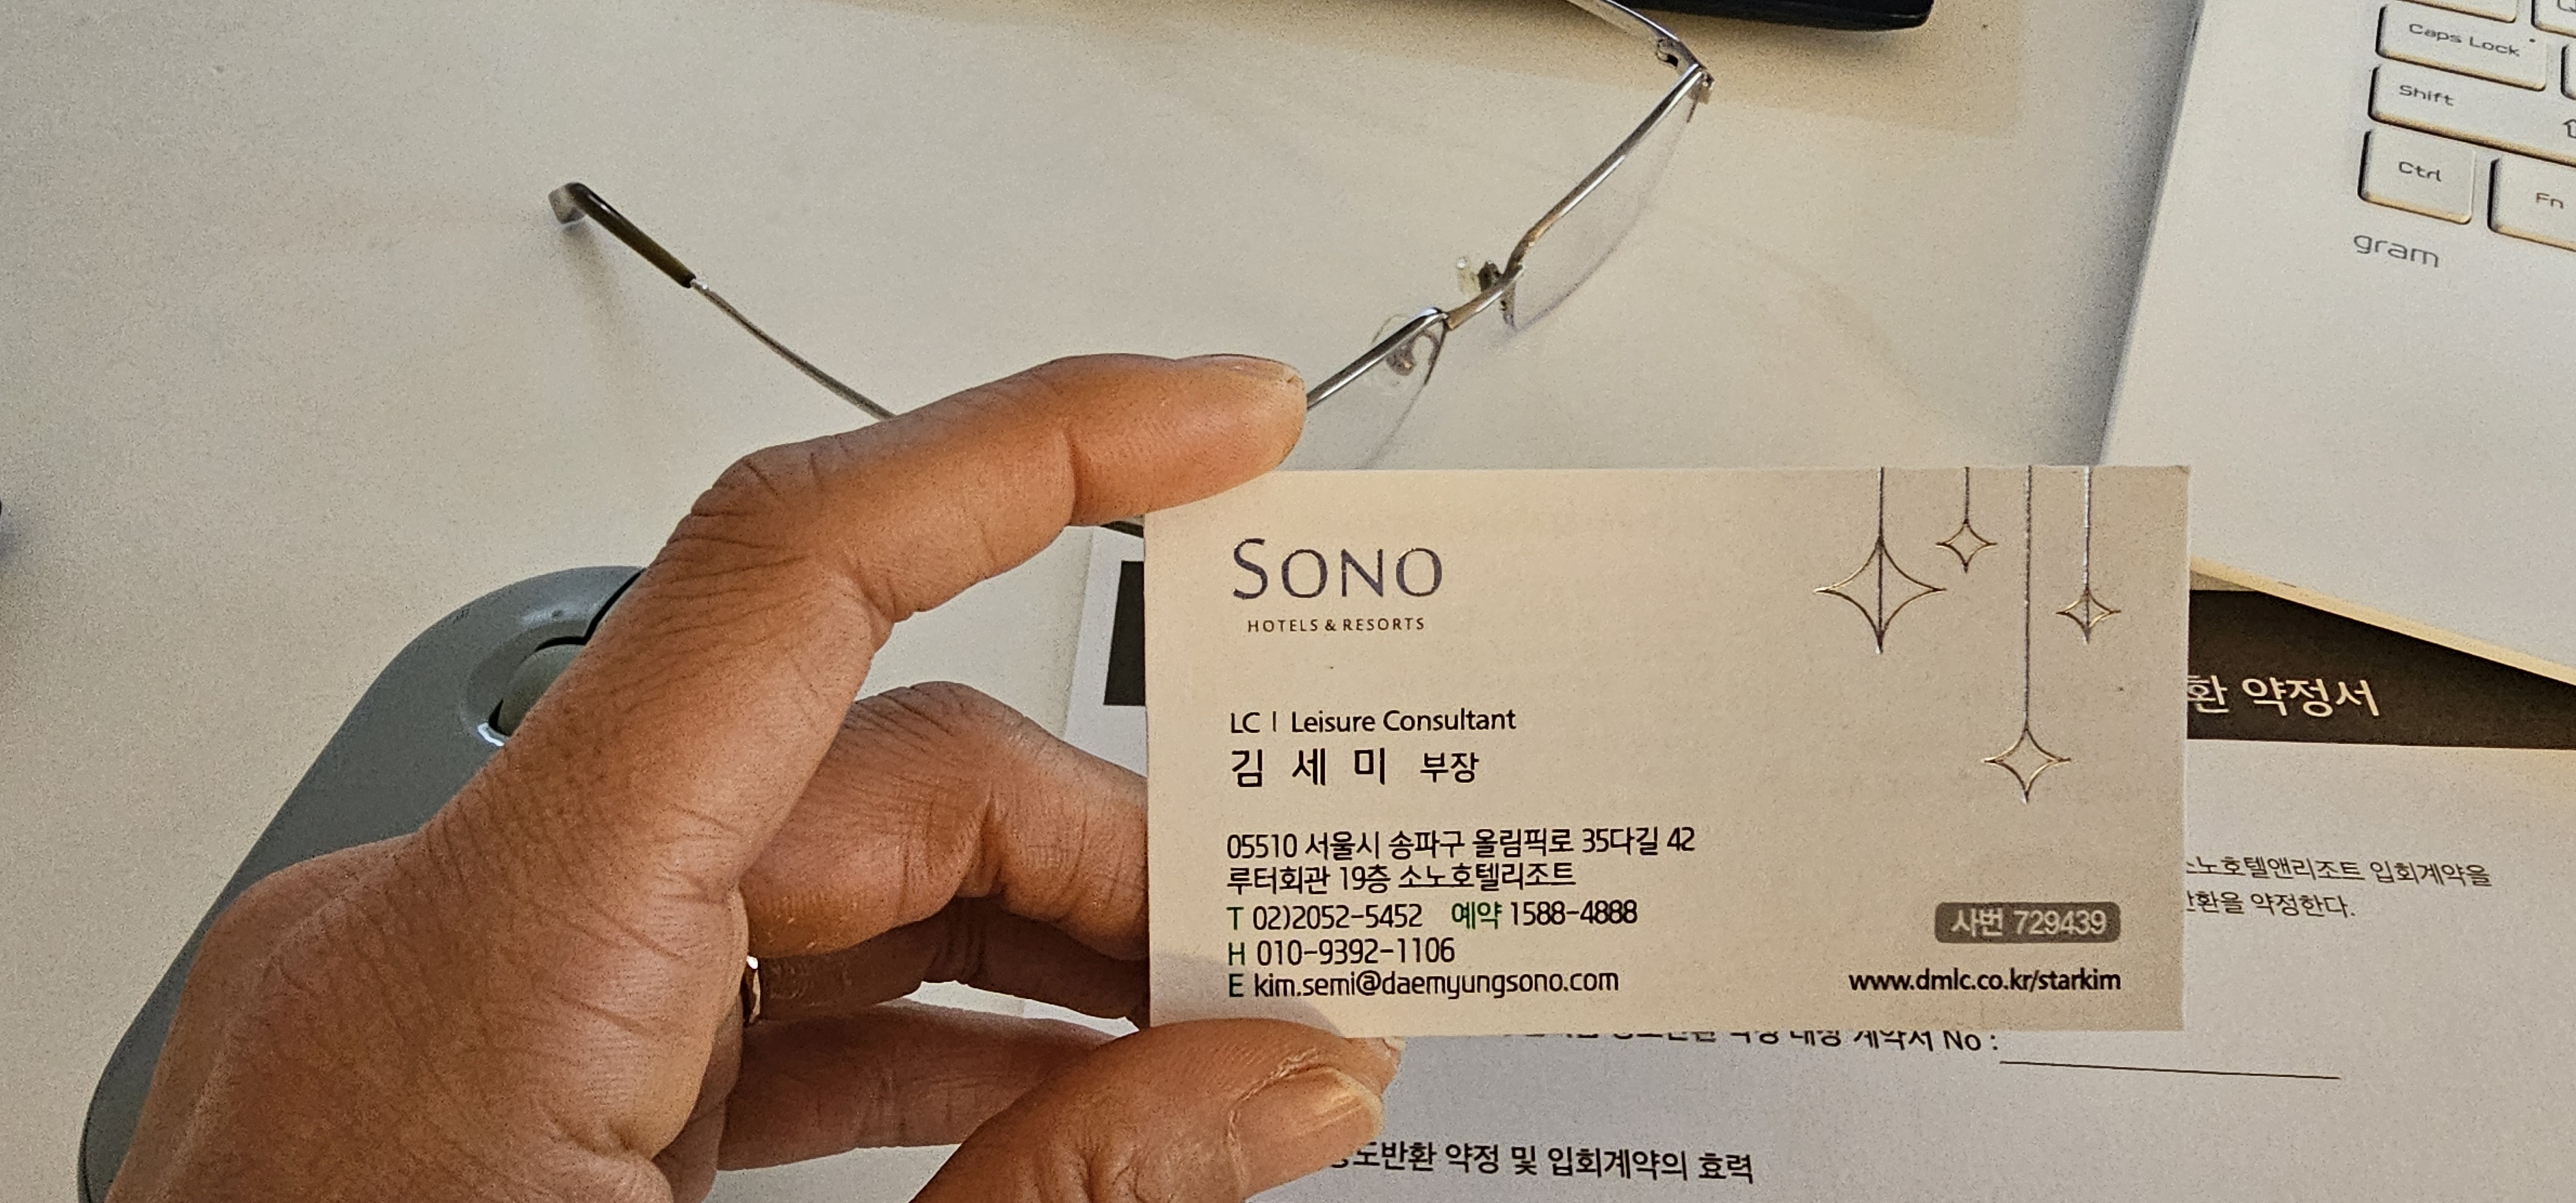 Caps Lock
Shift
Ctrl
Fn
gram
SONO
HOTELS & RESORTS
LC | Leisure Consultant
김 세 미 부장
05510 서울시 송파구 올림픽로 35다길 42
루터회관 19층 소노호텔리조트
T 02)2052-5452 예약 1588-4888
H 010-9392-1106
E kim.semi@daemyungsono.com
사번 729439
www.dmlc.co.kr/starkim
환 약정서
소노호텔앤리조트 입회계약을
반환을 약정한다.
약정 대상 계약서 No :
중도반환 약정 및 입회계약의 효력